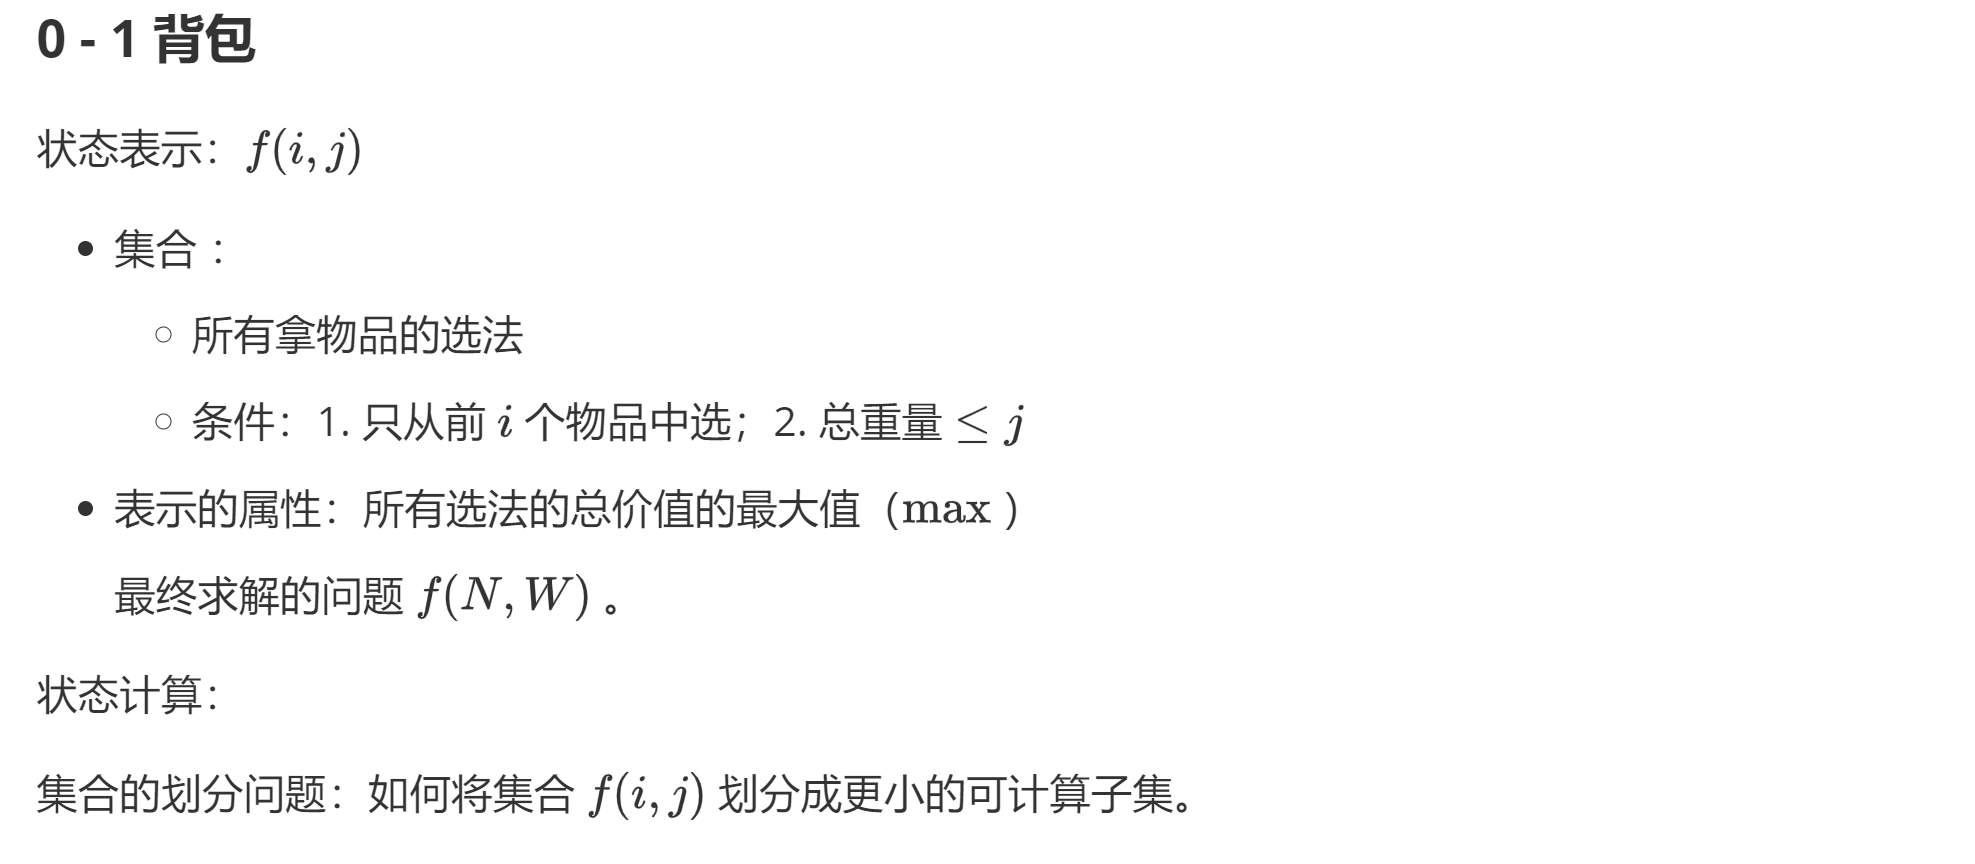 0 - 1 背包
状态表示：f(i, j)
集合 ：
所有拿物品的选法
条件：1. 只从前 i 个物品中选；2. 总重量 ≤ j
表示的属性：所有选法的总价值的最大值（max ）
最终求解的问题 f(N, W) 。
状态计算：
集合的划分问题：如何将集合 f(i, j) 划分成更小的可计算子集。